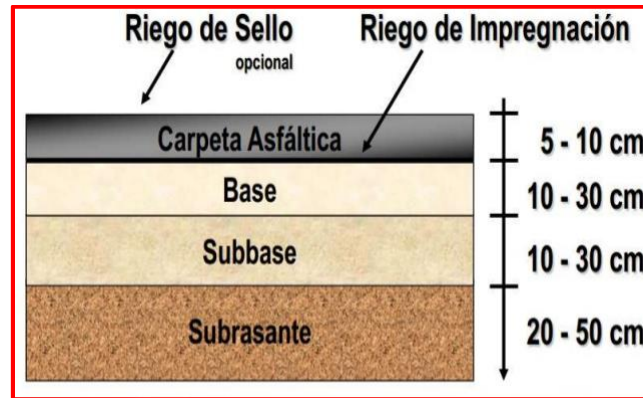 Riego de Sello
opcional
Riego de Impregnación
Carpeta Asfáltica
5 - 10 cm
Base
10 - 30 cm
Subbase
10 - 30 cm
Subrasante
20 - 50 cm